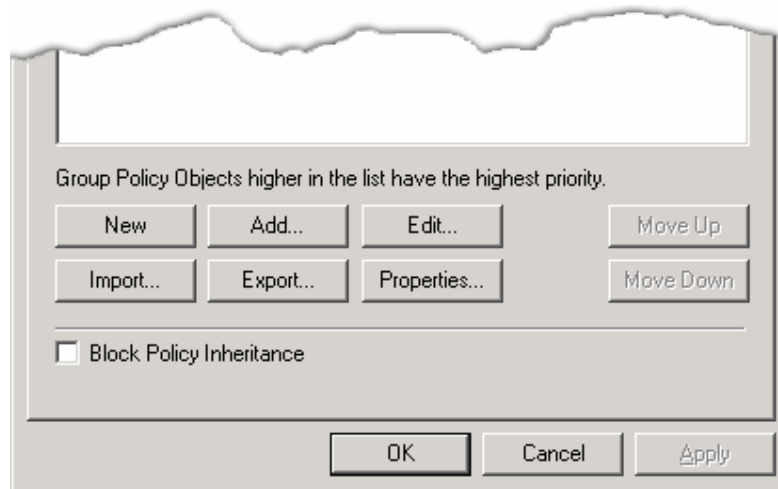 Group Policy Objects higher in the list have the highest priority.
New Add... Edit... Move Up
Import... Export... Properties... Move Down
Block Policy Inheritance
OK Cancel Apply